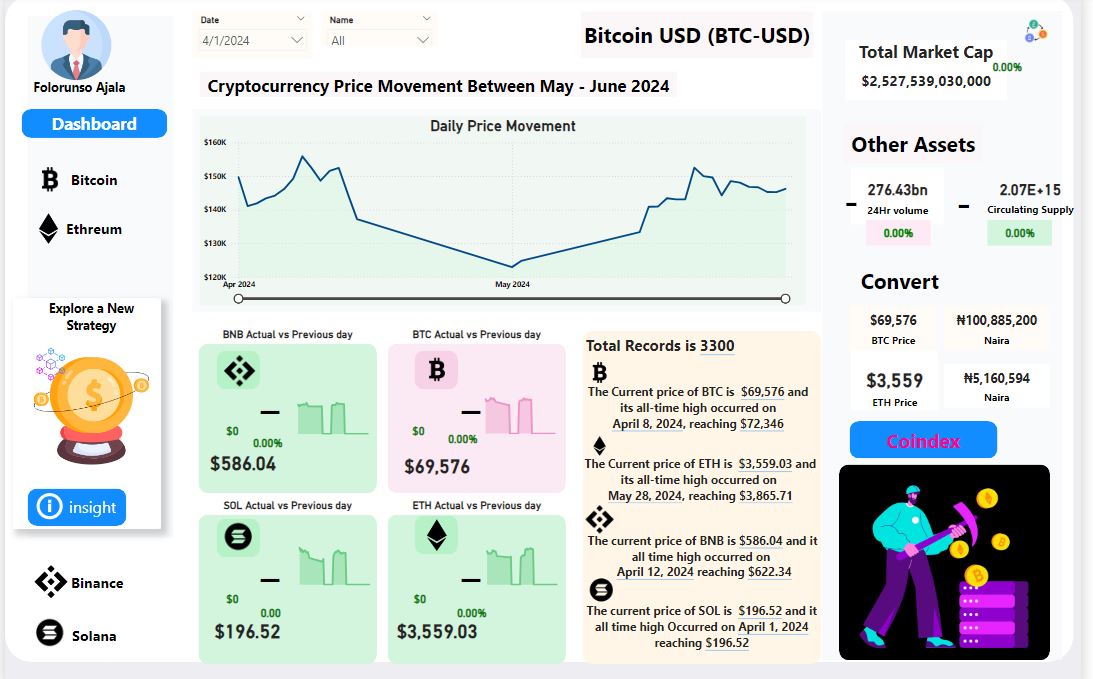 Folorunso Ajala
Dashboard
Bitcoin
Ethreum
Explore a New
Strategy
insight
Binance
Solana
Date
4/1/2024
Name
All
Bitcoin USD (BTC-USD)
Cryptocurrency Price Movement Between May - June 2024
Daily Price Movement
$160K
$150K
$140K
$130K
$120K
Apr 2024
May 2024
BNB Actual vs Previous day
$0
0.00%
$586.04
BTC Actual vs Previous day
$0
0.00%
$69,576
SOL Actual vs Previous day
$0
0.00
$196.52
ETH Actual vs Previous day
$0
0.00%
$3,559.03
Total Records is 3300
The Current price of BTC is $69,576 and
its all-time high occurred on
April 8, 2024, reaching $72,346
The Current price of ETH is $3,559.03 and
its all-time high occurred on
May 28, 2024, reaching $3,865.71
The current price of BNB is $586.04 and it
all time high occurred on
April 12, 2024 reaching $622.34
The current price of SOL is $196.52 and it
all time high Occurred on April 1, 2024
reaching $196.52
Total Market Cap
0.00%
$2,527,539,030,000
Other Assets
276.43bn
24Hr volume
0.00%
2.07E+15
Circulating Supply
0.00%
Convert
$69,576
BTC Price
₦100,885,200
Naira
$3,559
ETH Price
₦5,160,594
Naira
Coindex